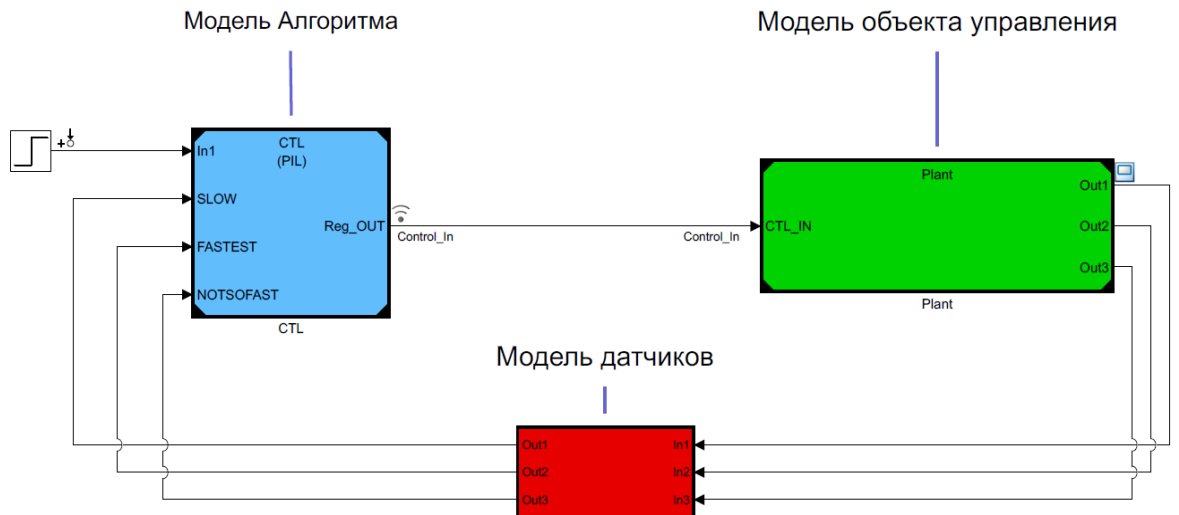 Модель Алгоритма
Модель объекта управления
CTL
(PIL)
In1
SLOW
FASTEST
NOTSOFAST
Reg_OUT
CTL
Control_In
Control_In
Plant
CTL_IN
Out1
Out2
Out3
Plant
Модель датчиков
Out1
Out2
Out3
In1
In2
In3